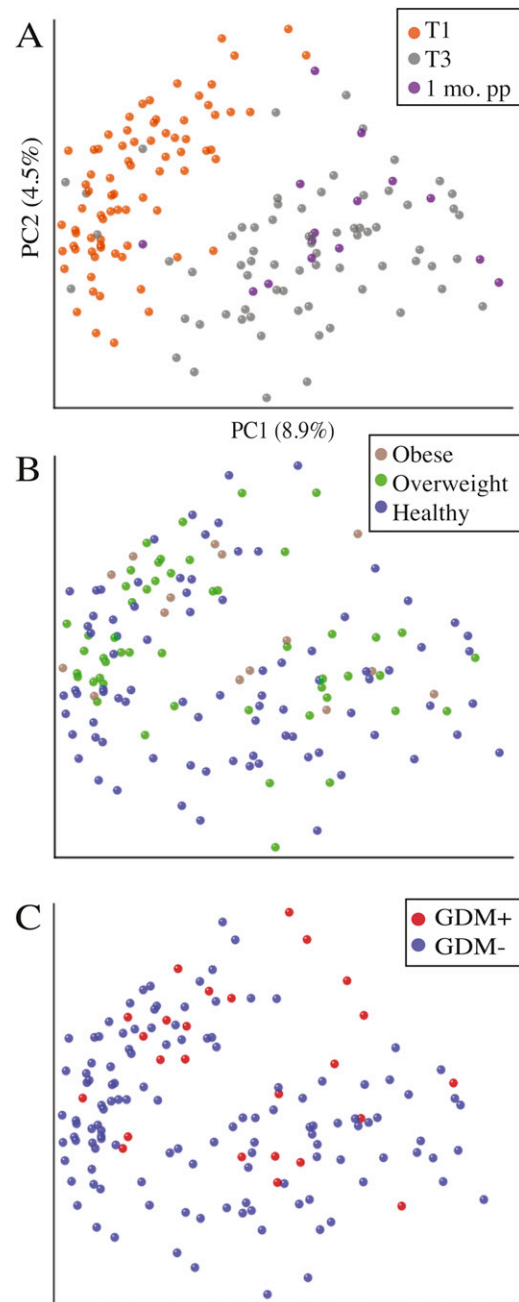 A
T1
T3
1 mo. pp
PC2 (4.5%)
PC1 (8.9%)
B
Obese
Overweight
Healthy
C
GDM+
GDM-